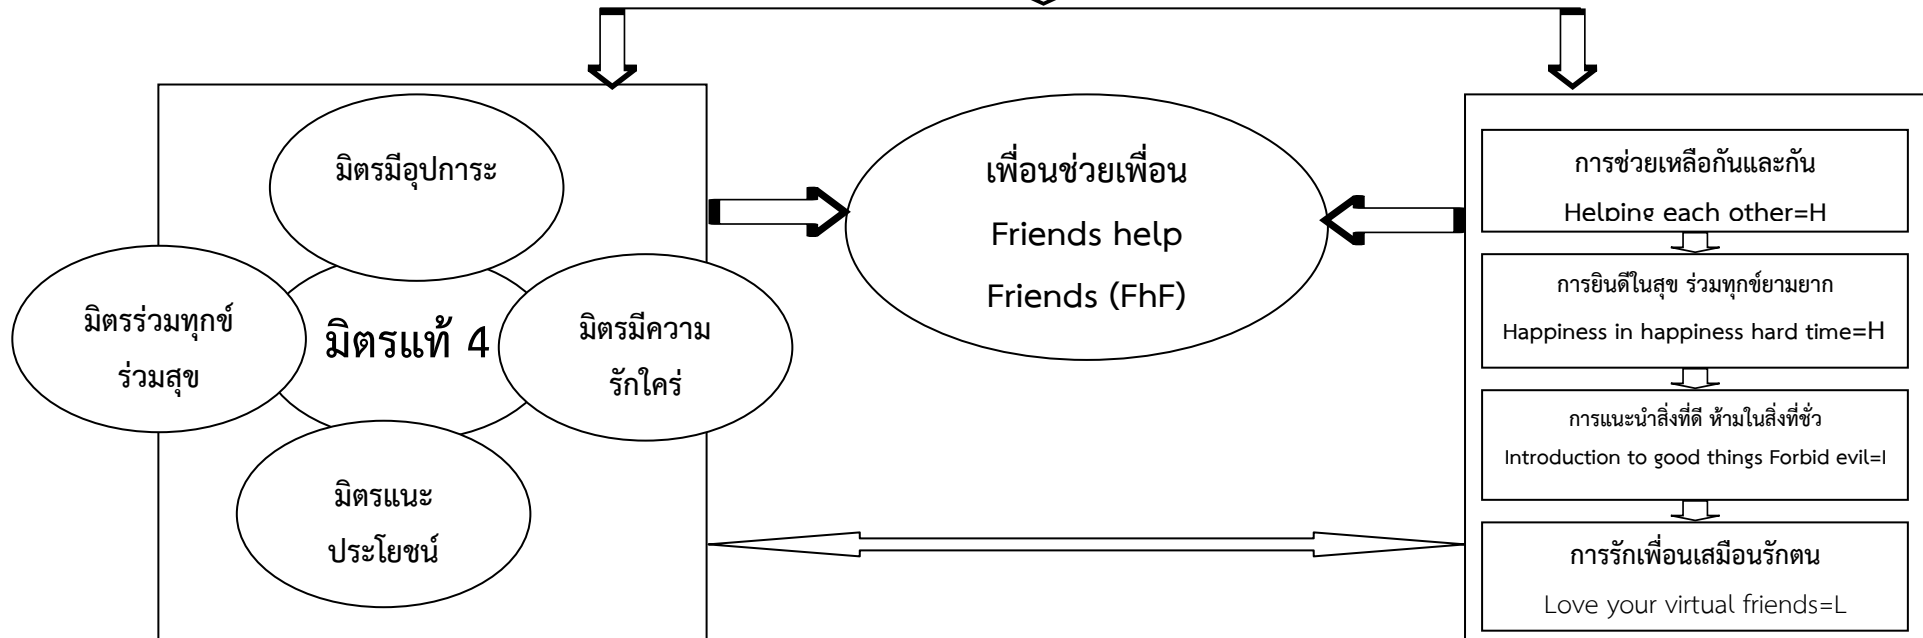 มิตรมีอุปการะ
มิตรร่วมทุกข์
ร่วมสุข
มิตรแท้ 4
มิตรมีความ
รักใคร่
มิตรแนะ
ประโยชน์
เพื่อนช่วยเพื่อน
Friends help
Friends (FhF)
การช่วยเหลือกันและกัน
Helping each other=H
การยินดีในสุข ร่วมทุกข์ยามยาก
Happiness in happiness hard time=H
การแนะนำสิ่งที่ดี ห้ามในสิ่งที่ชั่ว
Introduction to good things Forbid evil=I
การรักเพื่อนเสมือนรักตน
Love your virtual friends=L